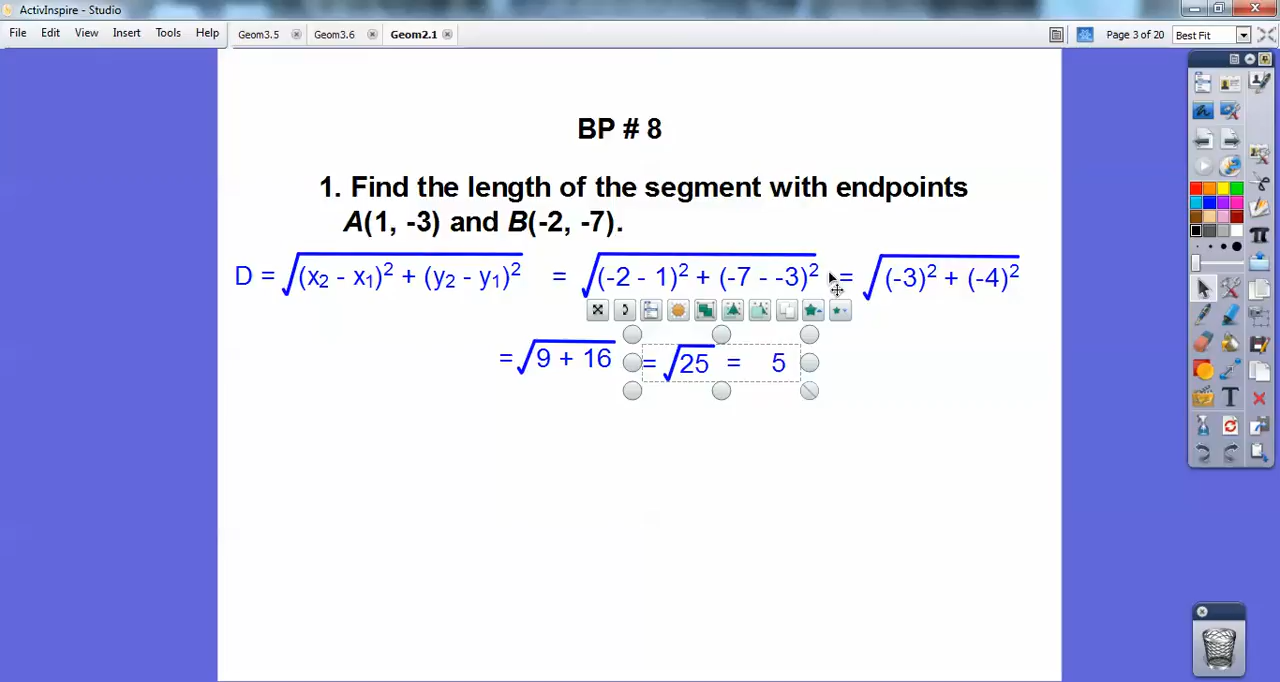 ActivInspire - Studio
File Edit View Insert Tools Help Geom3.5 Geom3.6 Geom2.1 Page 3 of 20 Best Fit
BP # 8
1. Find the length of the segment with endpoints
A(1, -3) and B(-2, -7).
D = √(x₂ - x₁)² + (y₂ - y₁)² = √(-2 - 1)² + (-7 - -3)² = √(-3)² + (-4)²
= √9 + 16 = √25 = 5